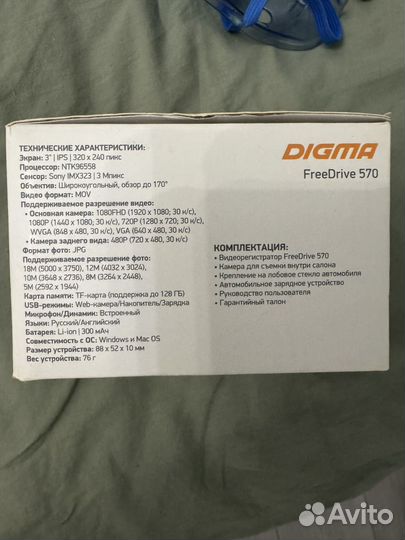 ТЕХНИЧЕСКИЕ ХАРАКТЕРИСТИКИ:
Экран: 3" | IPS | 320 x 240 пикс
Процессор: NTK96558
Сенсор: Sony IMX323 | 3 Мпикс
Объектив: Широкоугольный, обзор до 170°
Видео формат: MOV
Поддерживаемое разрешение видео:
• Основная камера: 1080FHD (1920 x 1080; 30 к/с),
1080P (1440 x 1080; 30 к/с), 720P (1280 x 720; 30 к/с),
WVGA (848 x 480, 30 к/с), VGA (640 x 480, 30 к/с)
• Камера заднего вида: 480P (720 x 480, 30 к/с)
Формат фото: JPG
Поддерживаемое разрешение фото:
18M (5000 x 3750), 12M (4032 x 3024),
10M (3648 x 2736), 8M (3264 x 2448),
5M (2592 x 1944)
Карта памяти: TF-карта (поддержка до 128 ГБ)
USB-режимы: Web-камера/Накопитель/Зарядка
Микрофон/Динамик: Встроенный
Языки: Русский/Английский
Батарея: Li-ion | 300 мАч
Совместимость с ОС: Windows и Mac OS
Размер устройства: 88 x 52 x 10 мм
Вес устройства: 76 г
DIGMA
FreeDrive 570
КОМПЛЕКТАЦИЯ:
• Видеорегистратор FreeDrive 570
• Камера для съемки внутри салона
• Крепление на лобовое стекло автомобиля
• Автомобильное зарядное устройство
• Руководство пользователя
• Гарантийный талон
Avito